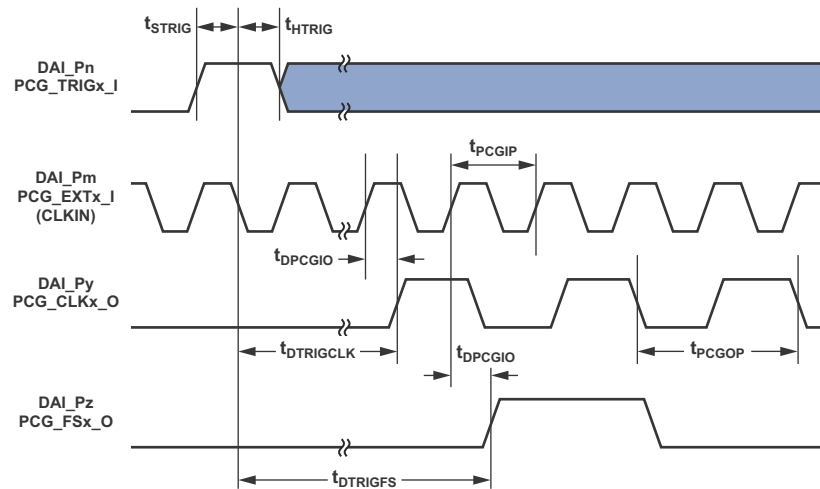 tSTRIG
tHTRIG
DAI_Pn
PCG_TRIGx_I
DAI_Pm
PCG_EXTx_I
(CLKIN)
tPCGIP
tDPCGIO
DAI_Py
PCG_CLKx_O
tDTRIGCLK
tDPCGIO
tPCGOP
DAI_Pz
PCG_FSx_O
tDTRIGFS